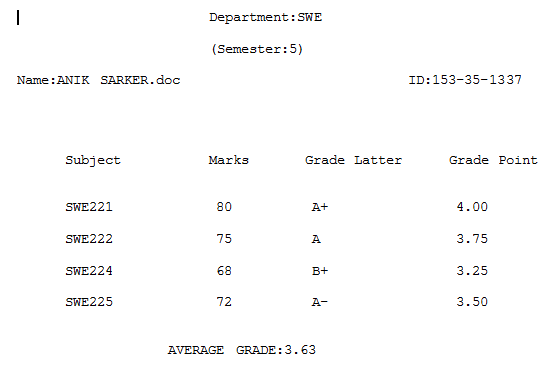 Department:SWE
(Semester:5)
Name:ANIK SARKER.doc ID:153-35-1337
Subject Marks Grade Latter Grade Point
SWE221 80 A+ 4.00
SWE222 75 A 3.75
SWE224 68 B+ 3.25
SWE225 72 A- 3.50
AVERAGE GRADE:3.63